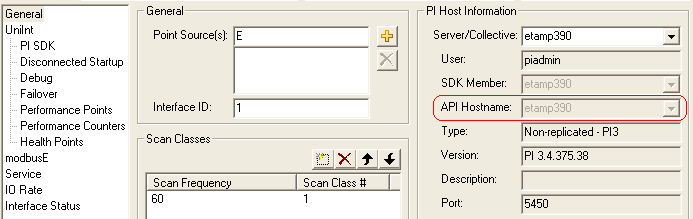 General
UniInt
PI SDK
Disconnected Startup
Debug
Failover
Performance Points
Performance Counters
Health Points
modbusE
Service
IO Rate
Interface Status
General
Point Source(s): E
Interface ID: 1
Scan Classes
Scan Frequency Scan Class #
60 1
PI Host Information
Server/Collective: etamp390
User: piadmin
SDK Member: etamp390
API Hostname: etamp390
Type: Non-replicated - PI3
Version: PI 3.4.375.38
Description:
Port: 5450